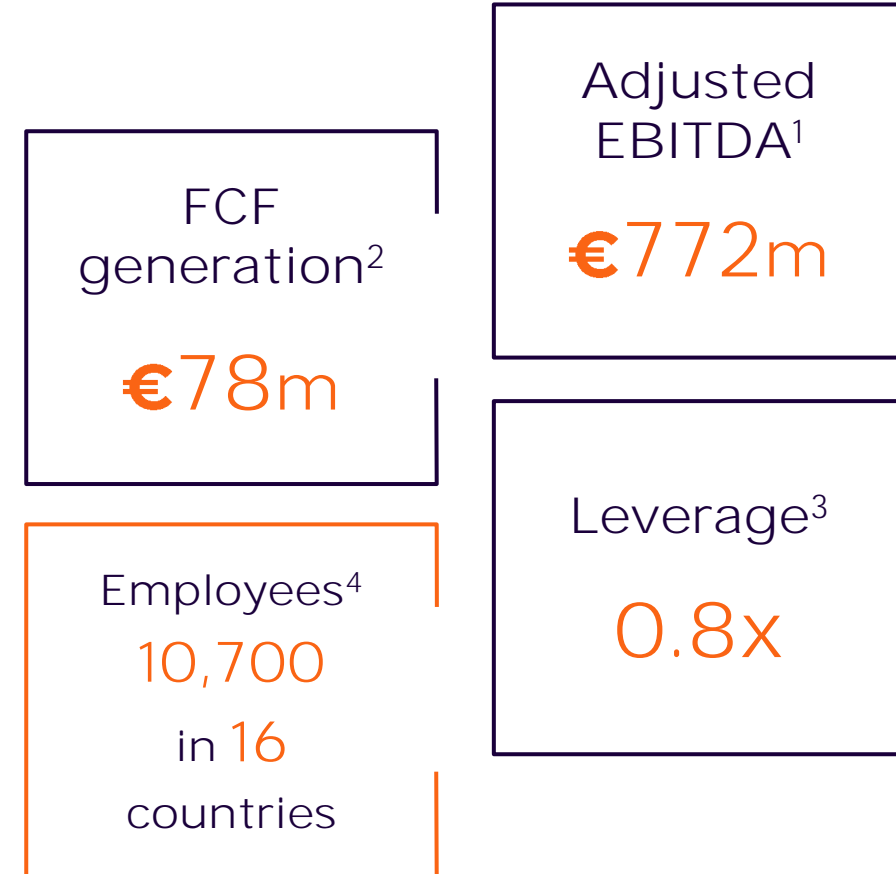 FCF
generation²
€78m
Adjusted
EBITDA¹
€772m
Employees⁴
10,700
in 16
countries
Leverage³
0.8x